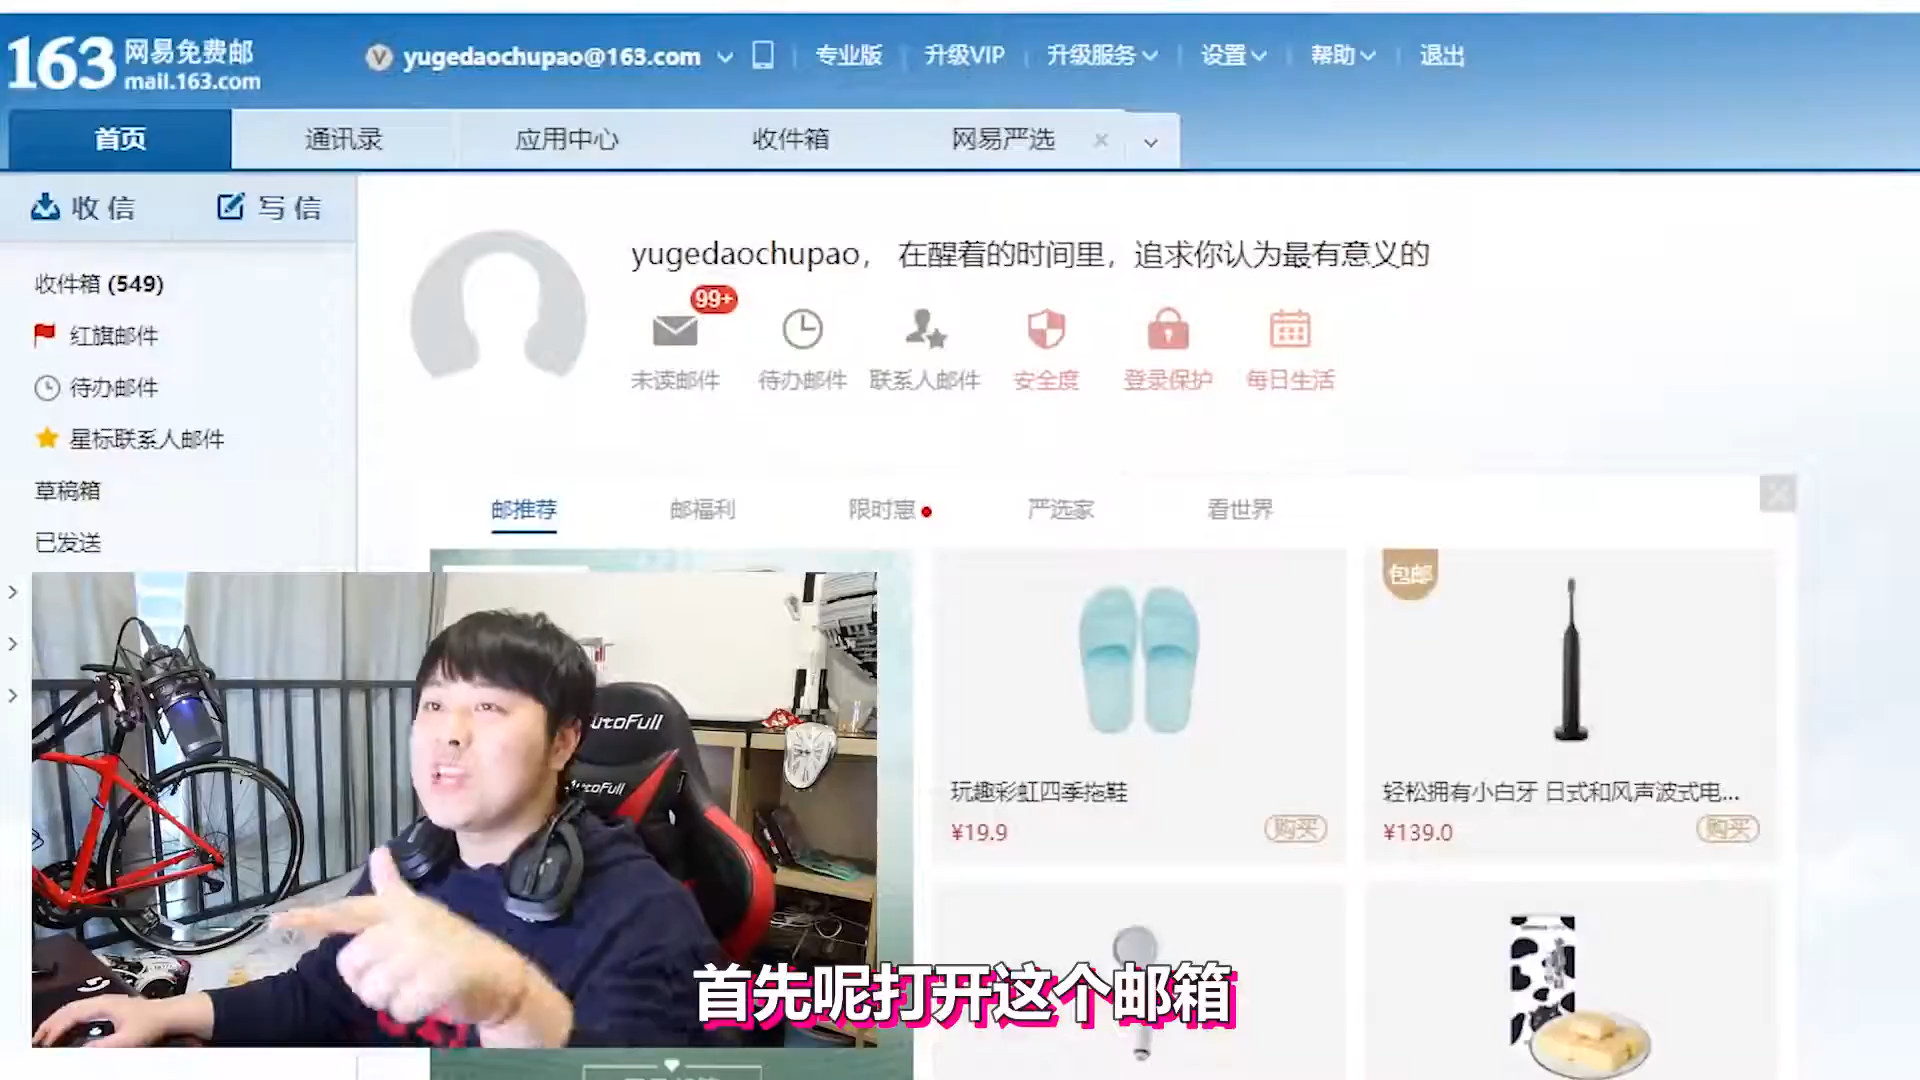 163 网易免费邮
mail.163.com
yugedaochupao@163.com
专业版
升级VIP
升级服务
设置
帮助
退出
首页
通讯录
应用中心
收件箱
网易严选
收信
写信
收件箱 (549)
红旗邮件
待办邮件
星标联系人邮件
草稿箱
已发送
yugedaochupao， 在醒着的时间里，追求你认为最有意义的
99+
未读邮件
待办邮件
联系人邮件
安全度
登录保护
每日生活
邮推荐
邮福利
限时惠
严选家
看世界
包邮
玩趣彩虹四季拖鞋
¥19.9
购买
轻松拥有小白牙 日式和风声波式电...
¥139.0
购买
AutoFull
AutoFull
首先呢打开这个邮箱